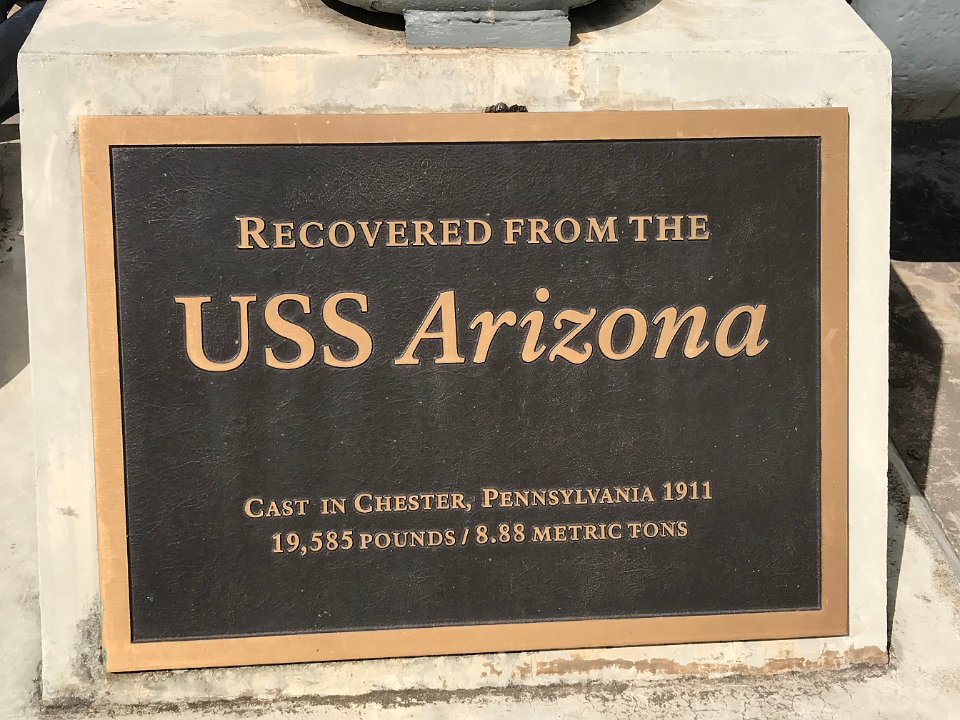 RECOVERED FROM THE
USS Arizona
CAST IN CHESTER, PENNSYLVANIA 1911
19,585 POUNDS / 8.88 METRIC TONS